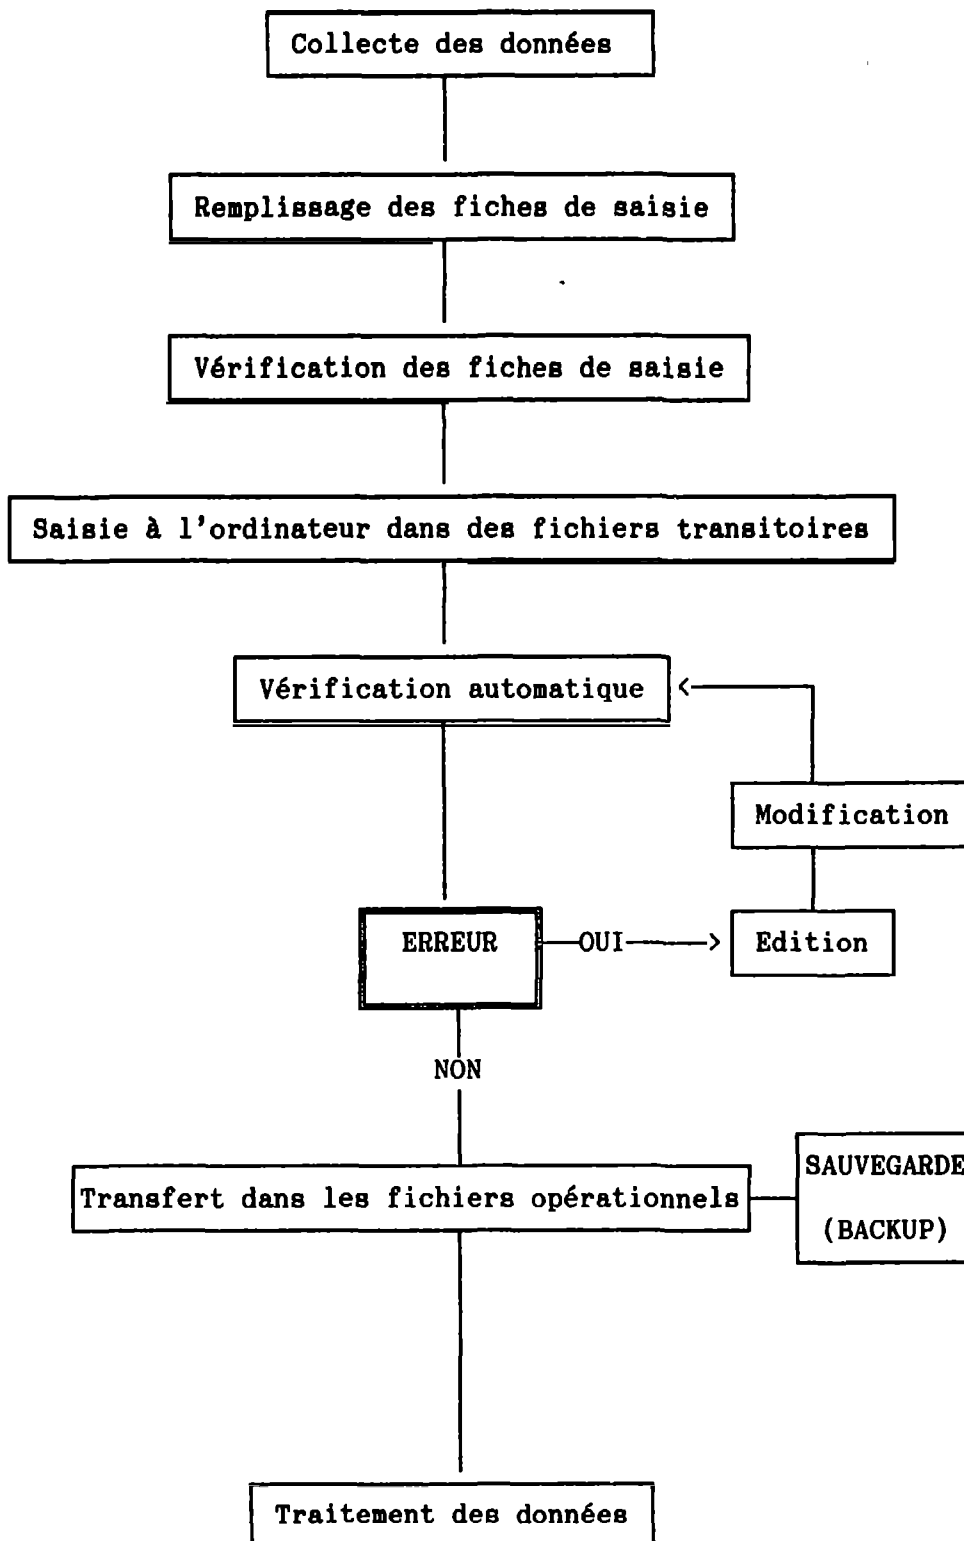 Collecte des données
Remplissage des fiches de saisie
Vérification des fiches de saisie
Saisie à l'ordinateur dans des fichiers transitoires
Vérification automatique
Modification
ERREUR
OUI
Edition
NON
Transfert dans les fichiers opérationnels
SAUVEGARDE
(BACKUP)
Traitement des données